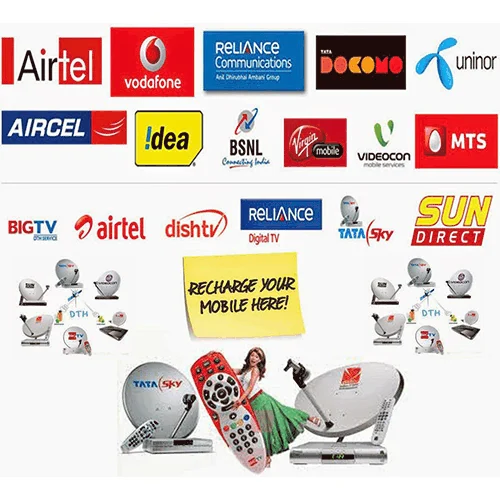 Airtel
vodafone
RELIANCE
Communications
Anil Dhirubhai Ambani Group
TATA
DOCOMO
uninor
AIRCEL
!dea
BSNL
Connecting India
Virgin
mobile
VIDEOCON
mobile services
MTS
BIGTV
DTH SERVICE
airtel
dishtv
RELIANCE
Digital TV
TATA Sky
SUN
DIRECT
RECHARGE YOUR
MOBILE HERE!
DTH
DTH
TATA Sky